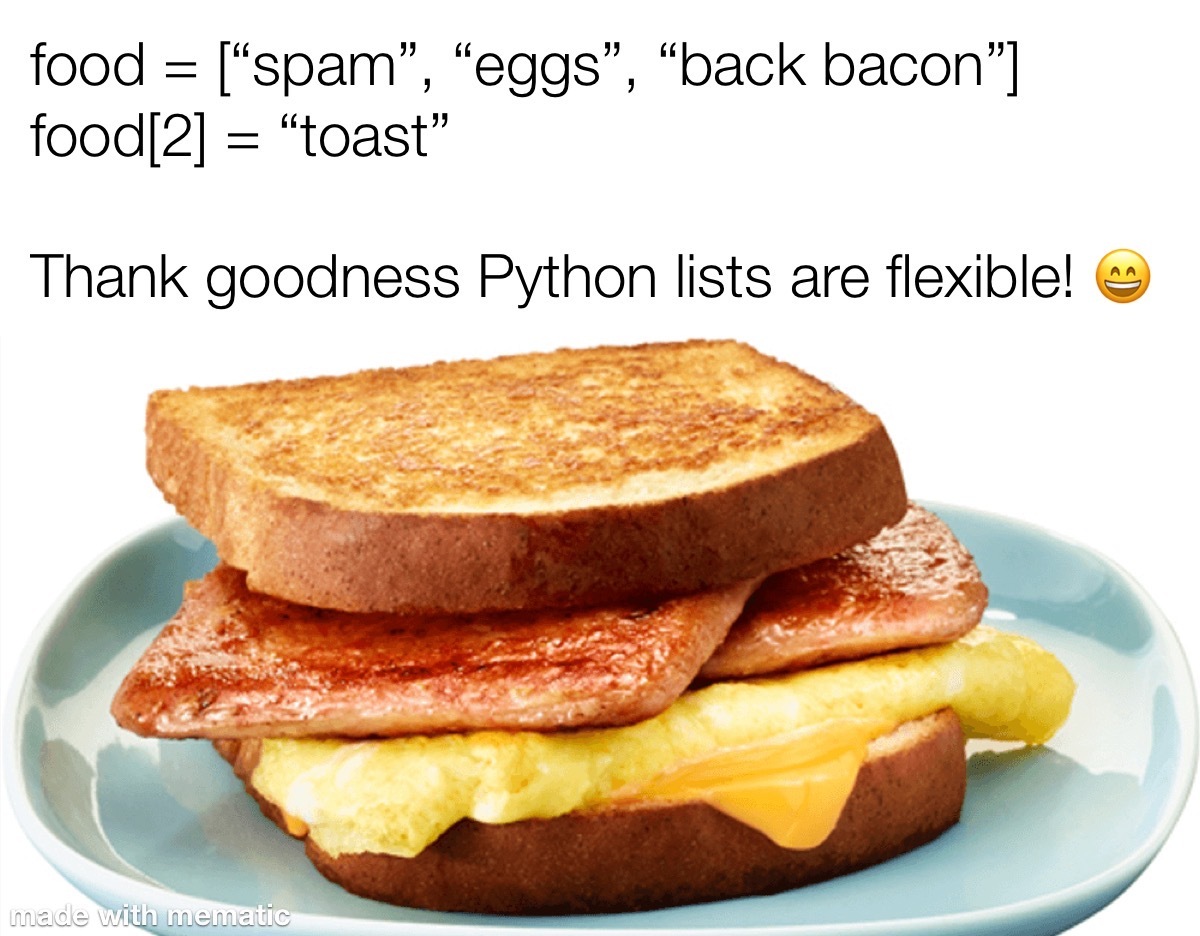 food = [“spam”, “eggs”, “back bacon”]
food[2] = “toast”
Thank goodness Python lists are flexible! 😄
made with mematic